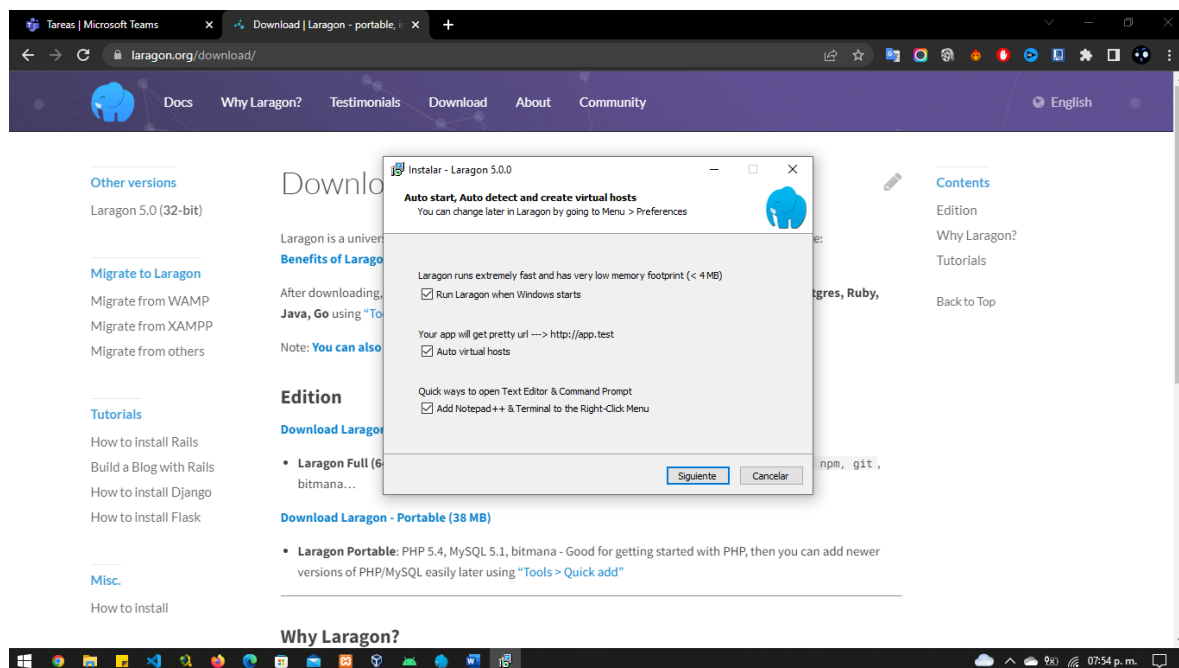 Tareas | Microsoft Teams
Download | Laragon - portable, i
laragon.org/download/
Docs
Why Laragon?
Testimonials
Download
About
Community
English
Other versions
Laragon 5.0 (32-bit)
Migrate to Laragon
Migrate from WAMP
Migrate from XAMPP
Migrate from others
Tutorials
How to install Rails
Build a Blog with Rails
How to install Django
How to install Flask
Misc.
How to install
Downlo
Laragon is a univer
e:
Benefits of Larago
After downloading,
tgres, Ruby,
Java, Go using "To
Note: You can also
Edition
Download Laragor
Laragon Full (6
npm, git,
bitmana…
Download Laragon - Portable (38 MB)
Laragon Portable: PHP 5.4, MySQL 5.1, bitmana - Good for getting started with PHP, then you can add newer
versions of PHP/MySQL easily later using "Tools > Quick add"
Why Laragon?
Instalar - Laragon 5.0.0
Auto start, Auto detect and create virtual hosts
You can change later in Laragon by going to Menu > Preferences
Laragon runs extremely fast and has very low memory footprint (< 4 MB)
Run Laragon when Windows starts
Your app will get pretty url ---> http://app.test
Auto virtual hosts
Quick ways to open Text Editor & Command Prompt
Add Notepad++ & Terminal to the Right-Click Menu
Siguiente
Cancelar
Contents
Edition
Why Laragon?
Tutorials
Back to Top
07:54 p. m.